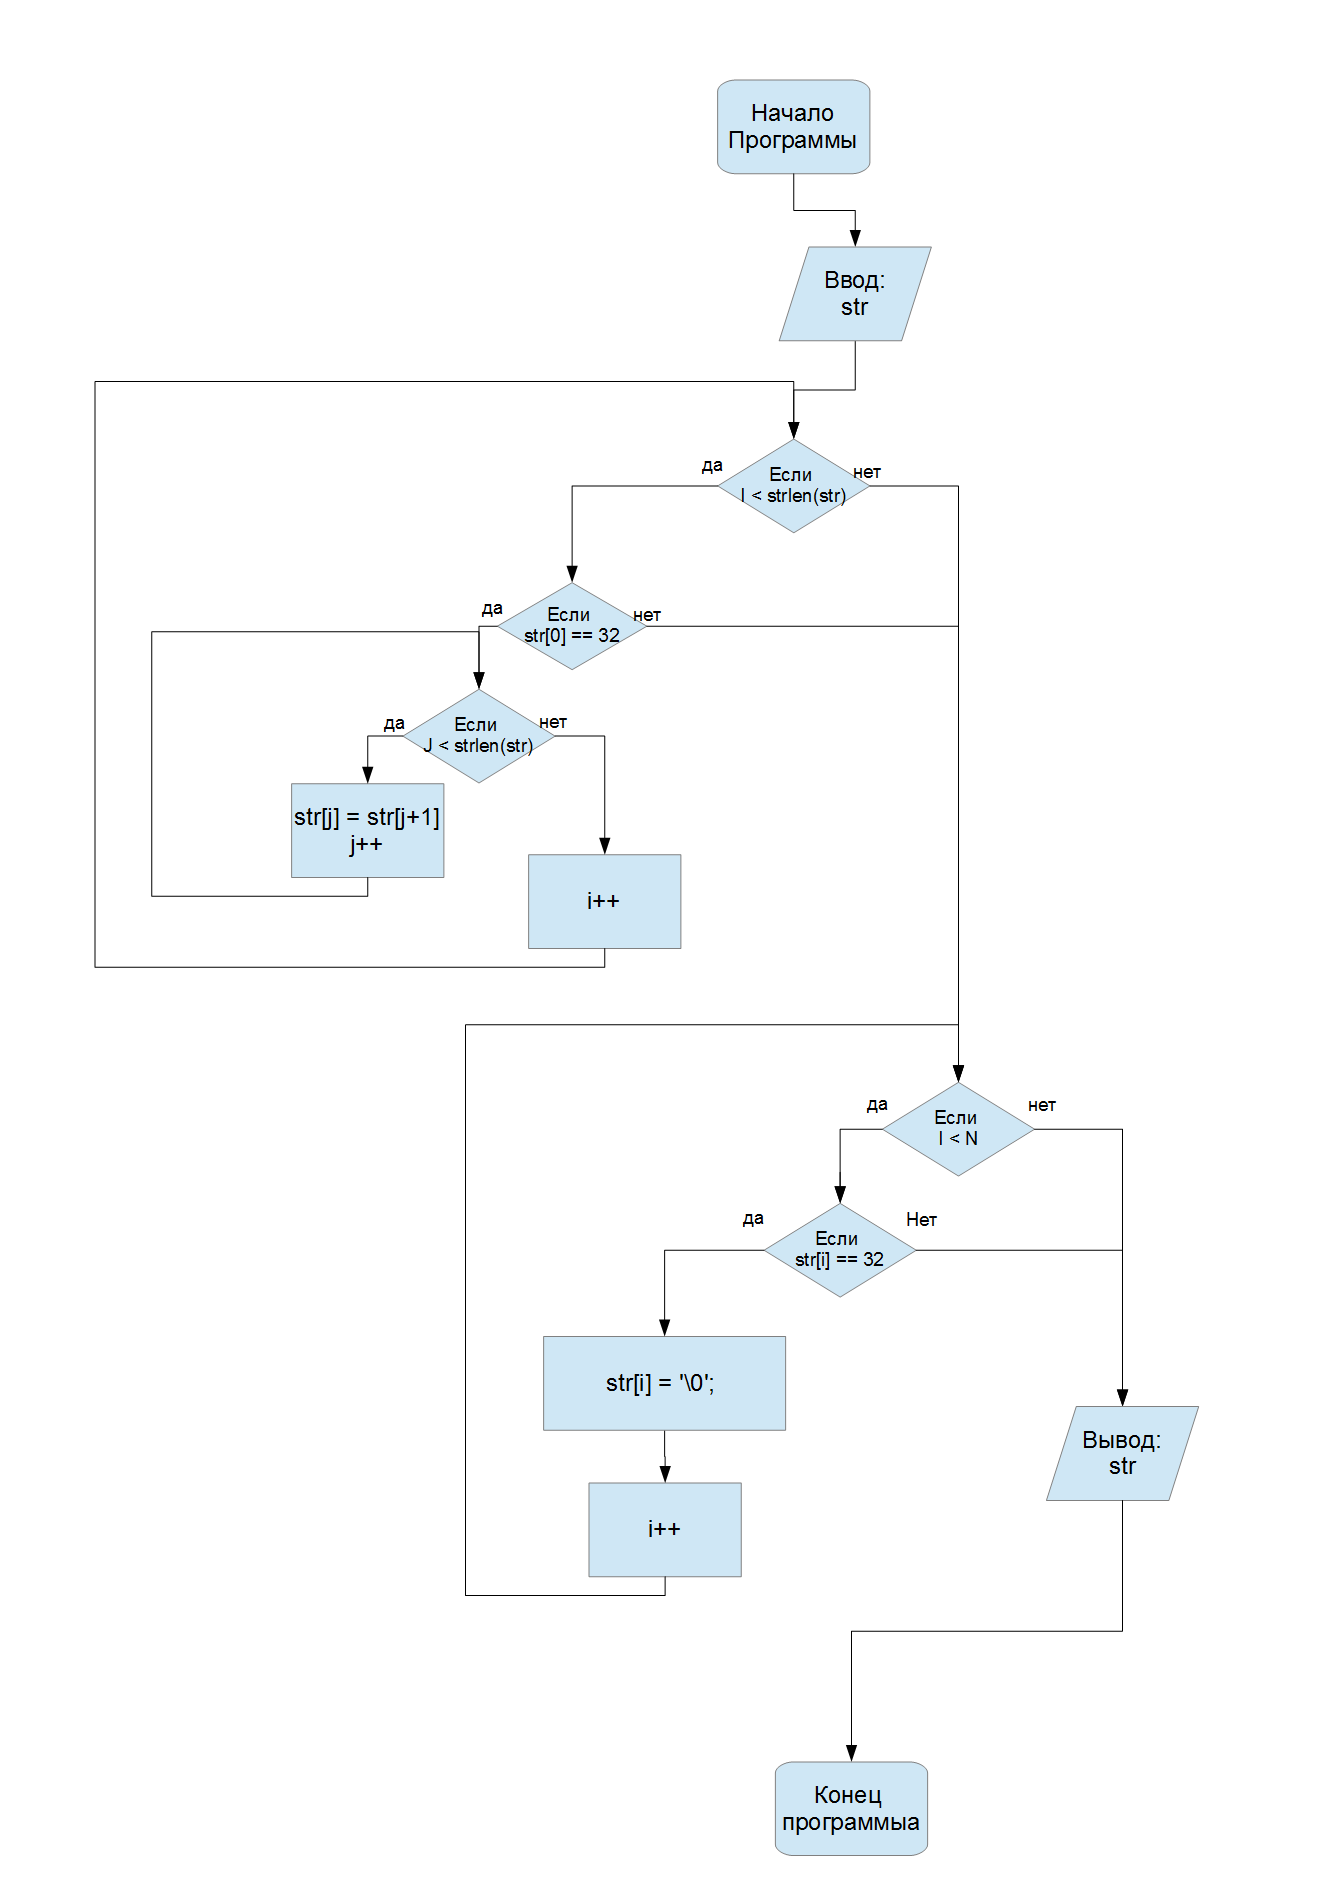 Начало
Программы
Ввод:
str
да
нет
Если
I < strlen(str)
да
нет
Если
str[0] == 32
да
нет
Если
J < strlen(str)
str[j] = str[j+1]
j++
i++
да
нет
Если
I < N
да
Нет
Если
str[i] == 32
str[i] = '\0';
Вывод:
str
i++
Конец
программыа